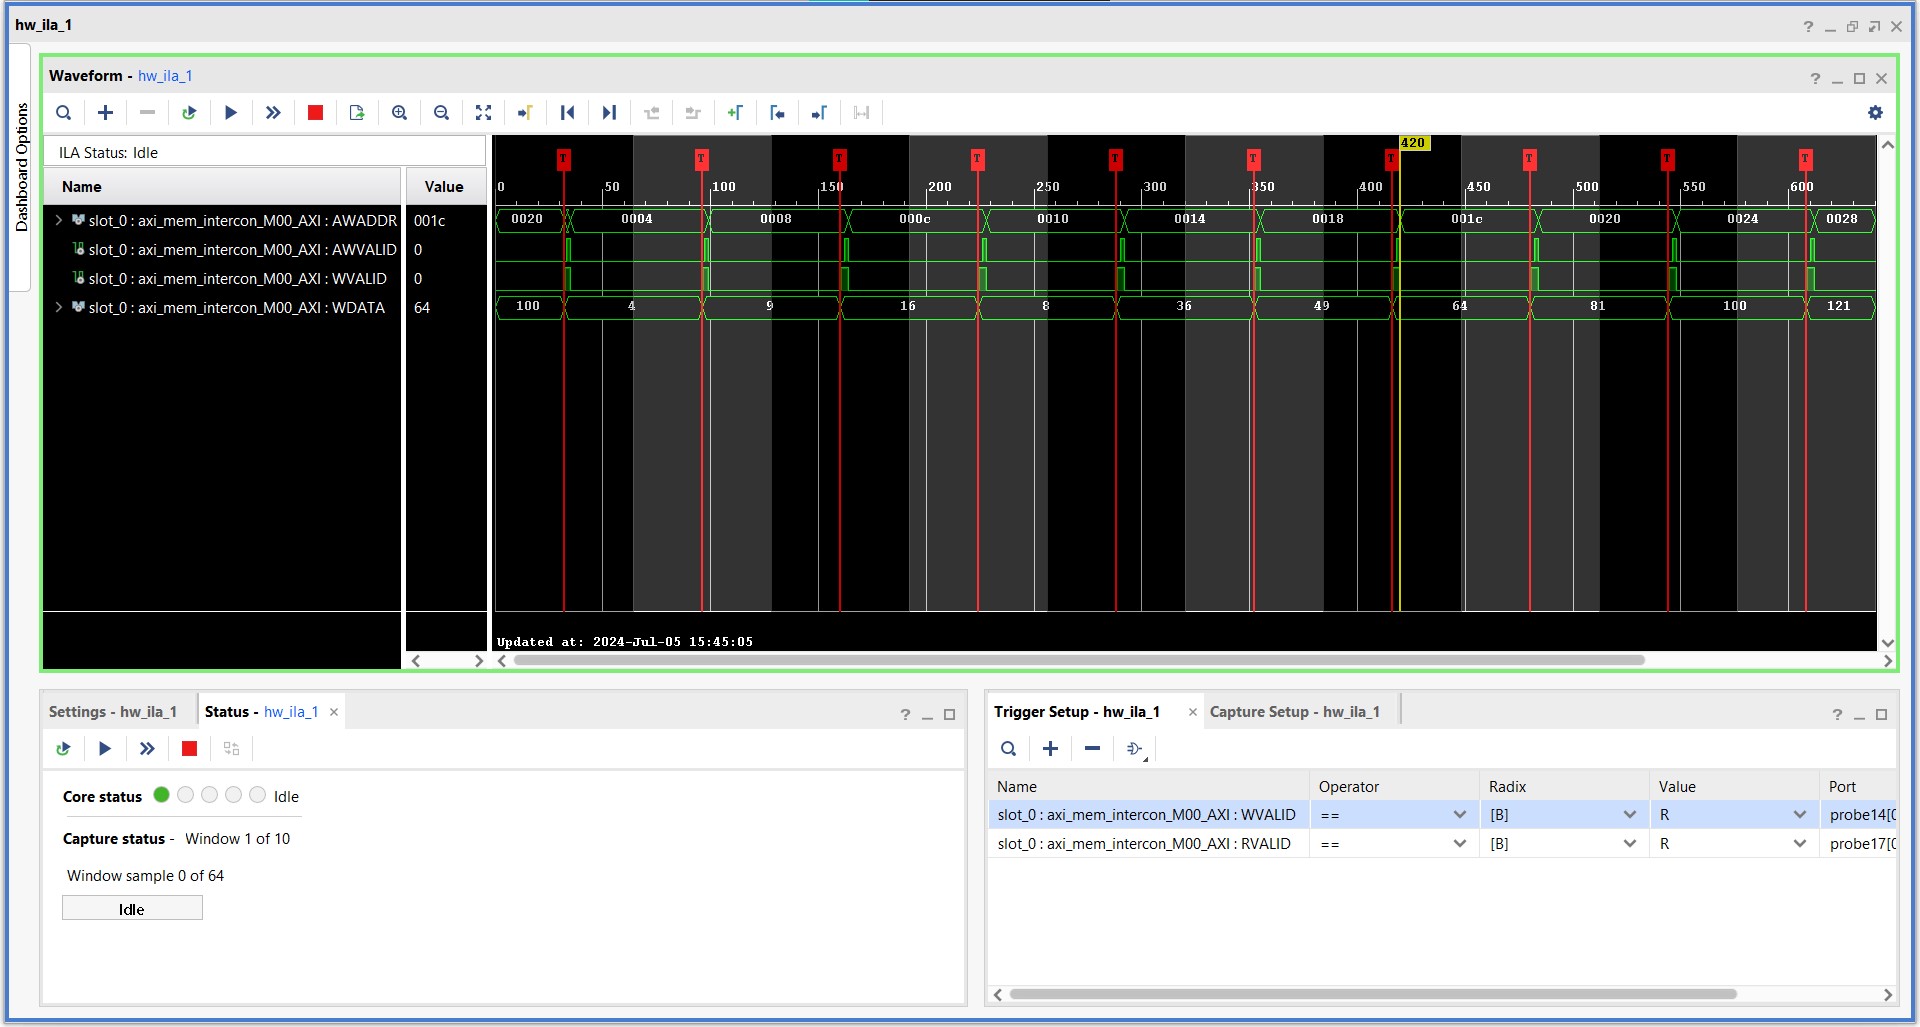 hw_ila_1
Dashboard Options
Waveform - hw_ila_1
ILA Status: Idle
Name Value
slot_0 : axi_mem_intercon_M00_AXI : AWADDR 001c
slot_0 : axi_mem_intercon_M00_AXI : AWVALID 0
slot_0 : axi_mem_intercon_M00_AXI : WVALID 0
slot_0 : axi_mem_intercon_M00_AXI : WDATA 64
420
T T T T T T T T T T
0 50 100 150 200 250 300 350 400 450 500 550 600
0020 0004 0008 000c 0010 0014 0018 001c 0020 0024 0028
100 4 9 16 8 36 49 64 81 100 121
Updated at: 2024-Jul-05 15:45:05
Settings - hw_ila_1 Status - hw_ila_1
Core status Idle
Capture status - Window 1 of 10
Window sample 0 of 64
Idle
Trigger Setup - hw_ila_1 Capture Setup - hw_ila_1
Name Operator Radix Value Port
slot_0 : axi_mem_intercon_M00_AXI : WVALID == [B] R probe14[0
slot_0 : axi_mem_intercon_M00_AXI : RVALID == [B] R probe17[0